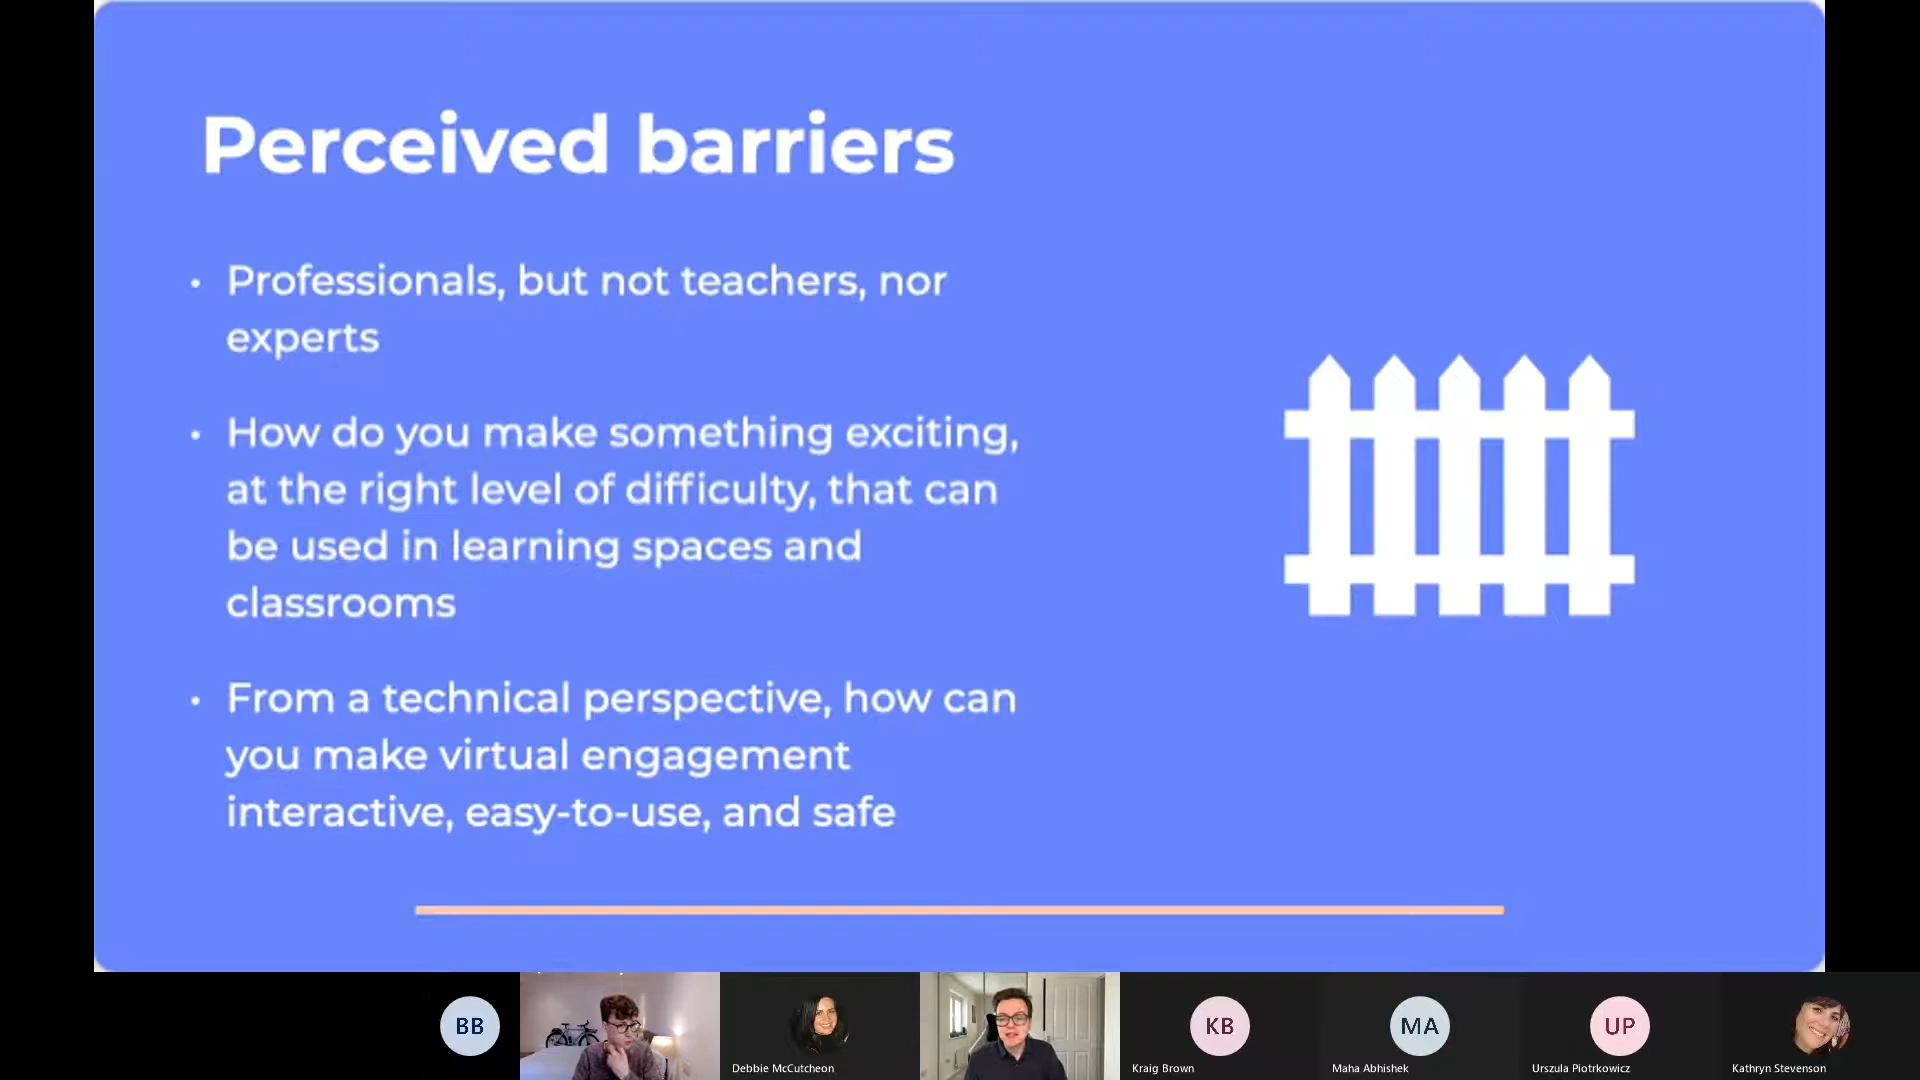 Perceived barriers
• Professionals, but not teachers, nor
experts
• How do you make something exciting,
at the right level of difficulty, that can
be used in learning spaces and
classrooms
• From a technical perspective, how can
you make virtual engagement
interactive, easy-to-use, and safe
BB
KB
MA
UP
Debbie McCutcheon
Kraig Brown
Maha Abhishek
Urszula Piotrkowicz
Kathryn Stevenson